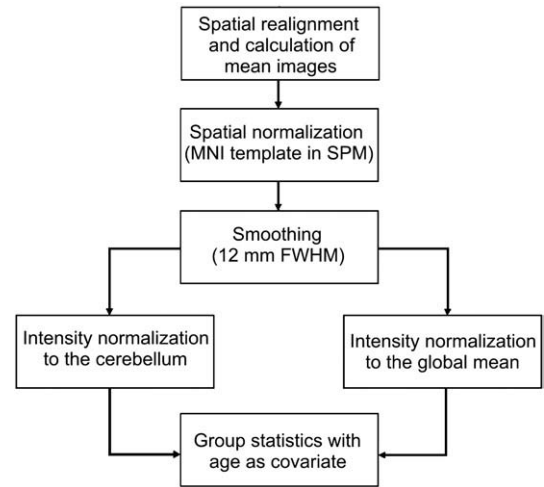 Spatial realignment
and calculation of
mean images
Spatial normalization
(MNI template in SPM)
Smoothing
(12 mm FWHM)
Intensity normalization
to the cerebellum
Intensity normalization
to the global mean
Group statistics with
age as covariate